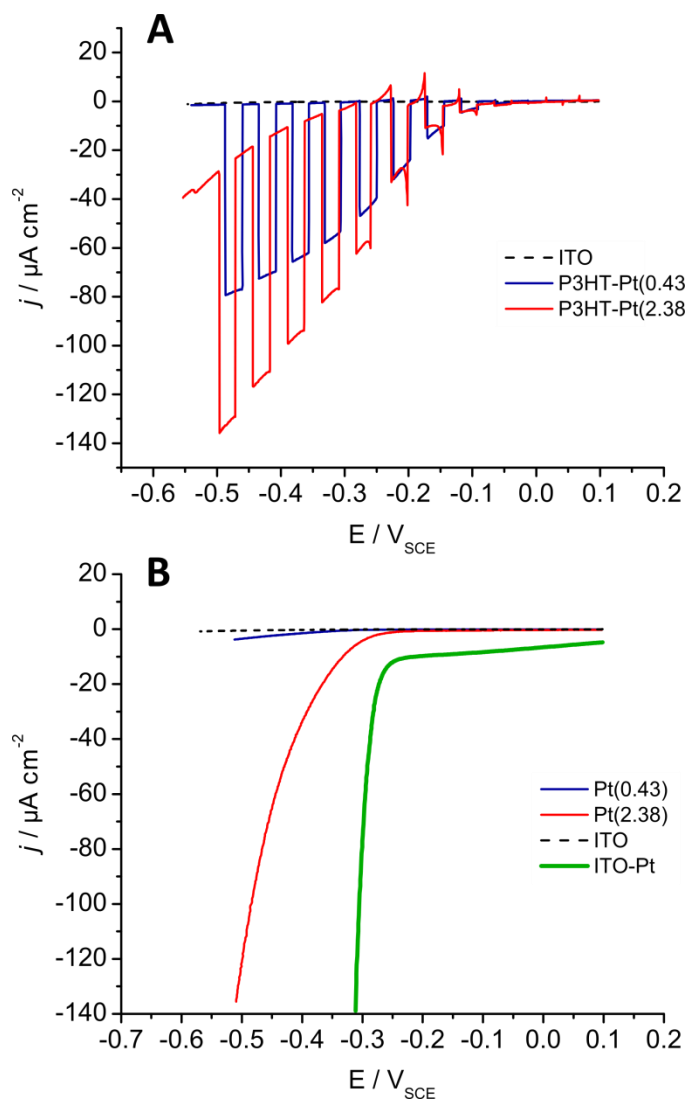 A
20
0
-20
-40
-60
-80
-100
-120
-140
j / µA cm-2
ITO
P3HT-Pt(0.43
P3HT-Pt(2.38
-0.6 -0.5 -0.4 -0.3 -0.2 -0.1 0.0 0.1 0.2
E / VSCE
B
20
0
-20
-40
-60
-80
-100
-120
-140
j / µA cm-2
Pt(0.43)
Pt(2.38)
ITO
ITO-Pt
-0.7 -0.6 -0.5 -0.4 -0.3 -0.2 -0.1 0.0 0.1 0.2
E / VSCE